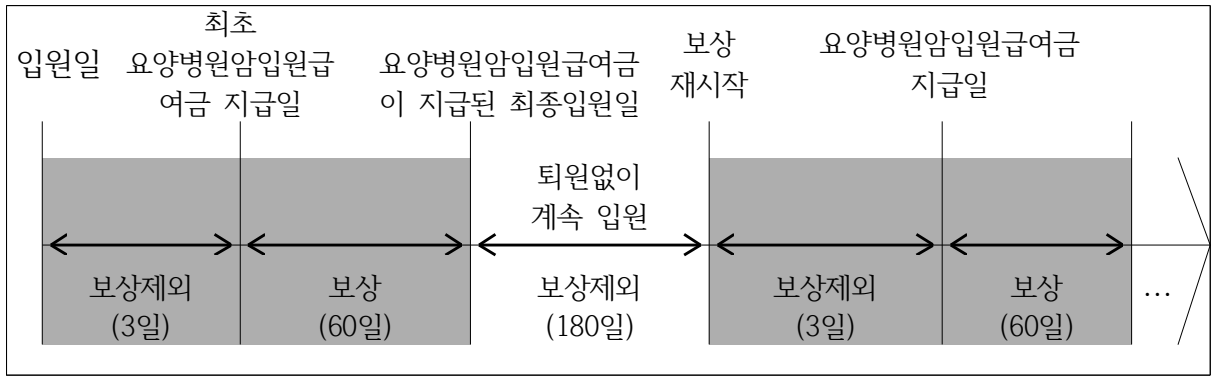 입원일
최초
요양병원암입원급
여금 지급일
요양병원암입원급여금
이 지급된 최종입원일
보상
재시작
요양병원암입원급여금
지급일
퇴원없이
계속 입원
보상제외
(3일)
보상
(60일)
보상제외
(180일)
보상제외
(3일)
보상
(60일)
...